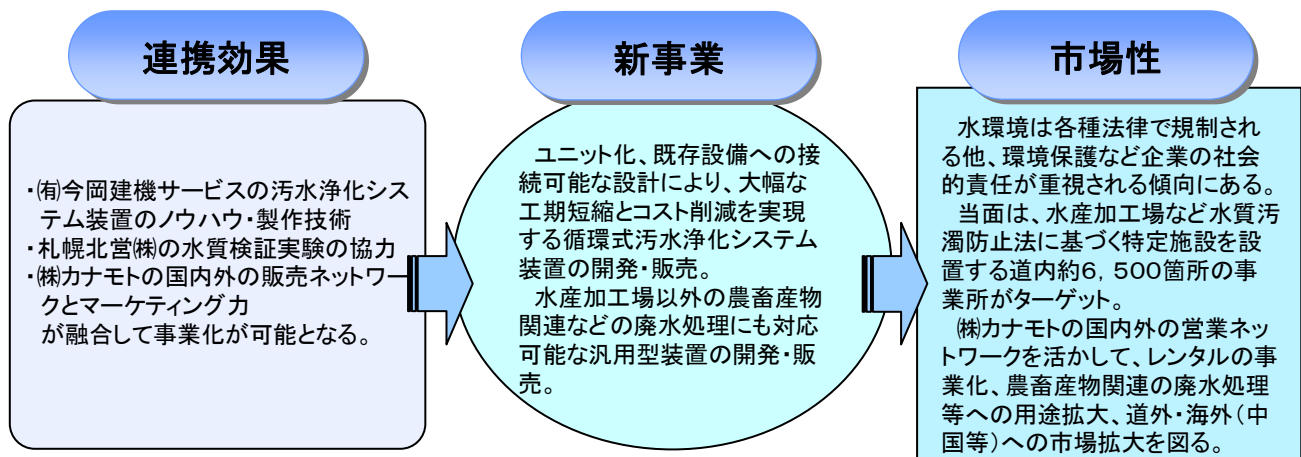 連携効果
・㈲今岡建機サービスの汚水浄化シス
テム装置のノウハウ・製作技術
・札幌北営㈱の水質検証実験の協力
・㈱カナモトの国内外の販売ネットワー
クとマーケティング力
が融合して事業化が可能となる。
新事業
ユニット化、既存設備への接
続可能な設計により、大幅な
工期短縮とコスト削減を実現
する循環式汚水浄化システム
装置の開発・販売。
水産加工場以外の農畜産物
関連などの廃水処理にも対応
可能な汎用型装置の開発・販
売。
市場性
水環境は各種法律で規制され
る他、環境保護など企業の社会
的責任が重視される傾向にある。
当面は、水産加工場など水質汚
濁防止法に基づく特定施設を設
置する道内約6，500箇所の事
業所がターゲット。
㈱カナモトの国内外の営業ネッ
トワークを活かして、レンタルの事
業化、農畜産物関連の廃水処理
等への用途拡大、道外・海外（中
国等）への市場拡大を図る。